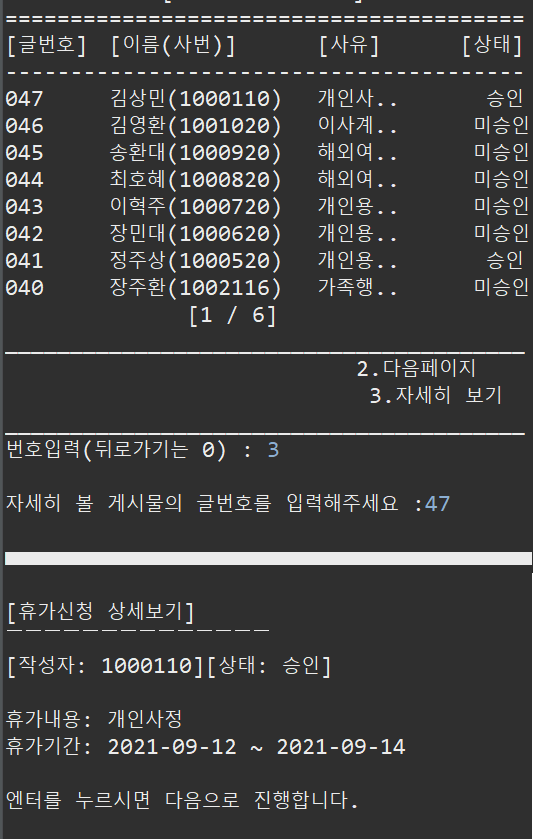 [글번호] [이름(사번)] [사유] [상태]
047 김상민(1000110) 개인사.. 승인
046 김영환(1001020) 이사계.. 미승인
045 송환대(1000920) 해외여.. 미승인
044 최호혜(1000820) 해외여.. 미승인
043 이혁주(1000720) 개인용.. 미승인
042 장민대(1000620) 개인용.. 미승인
041 정주상(1000520) 개인용.. 승인
040 장주환(1002116) 가족행.. 미승인
[1 / 6]
2.다음페이지
3.자세히 보기
번호입력(뒤로가기는 0) : 3
자세히 볼 게시물의 글번호를 입력해주세요 :47
[휴가신청 상세보기]
[작성자: 1000110][상태: 승인]
휴가내용: 개인사정
휴가기간: 2021-09-12 ~ 2021-09-14
엔터를 누르시면 다음으로 진행합니다.